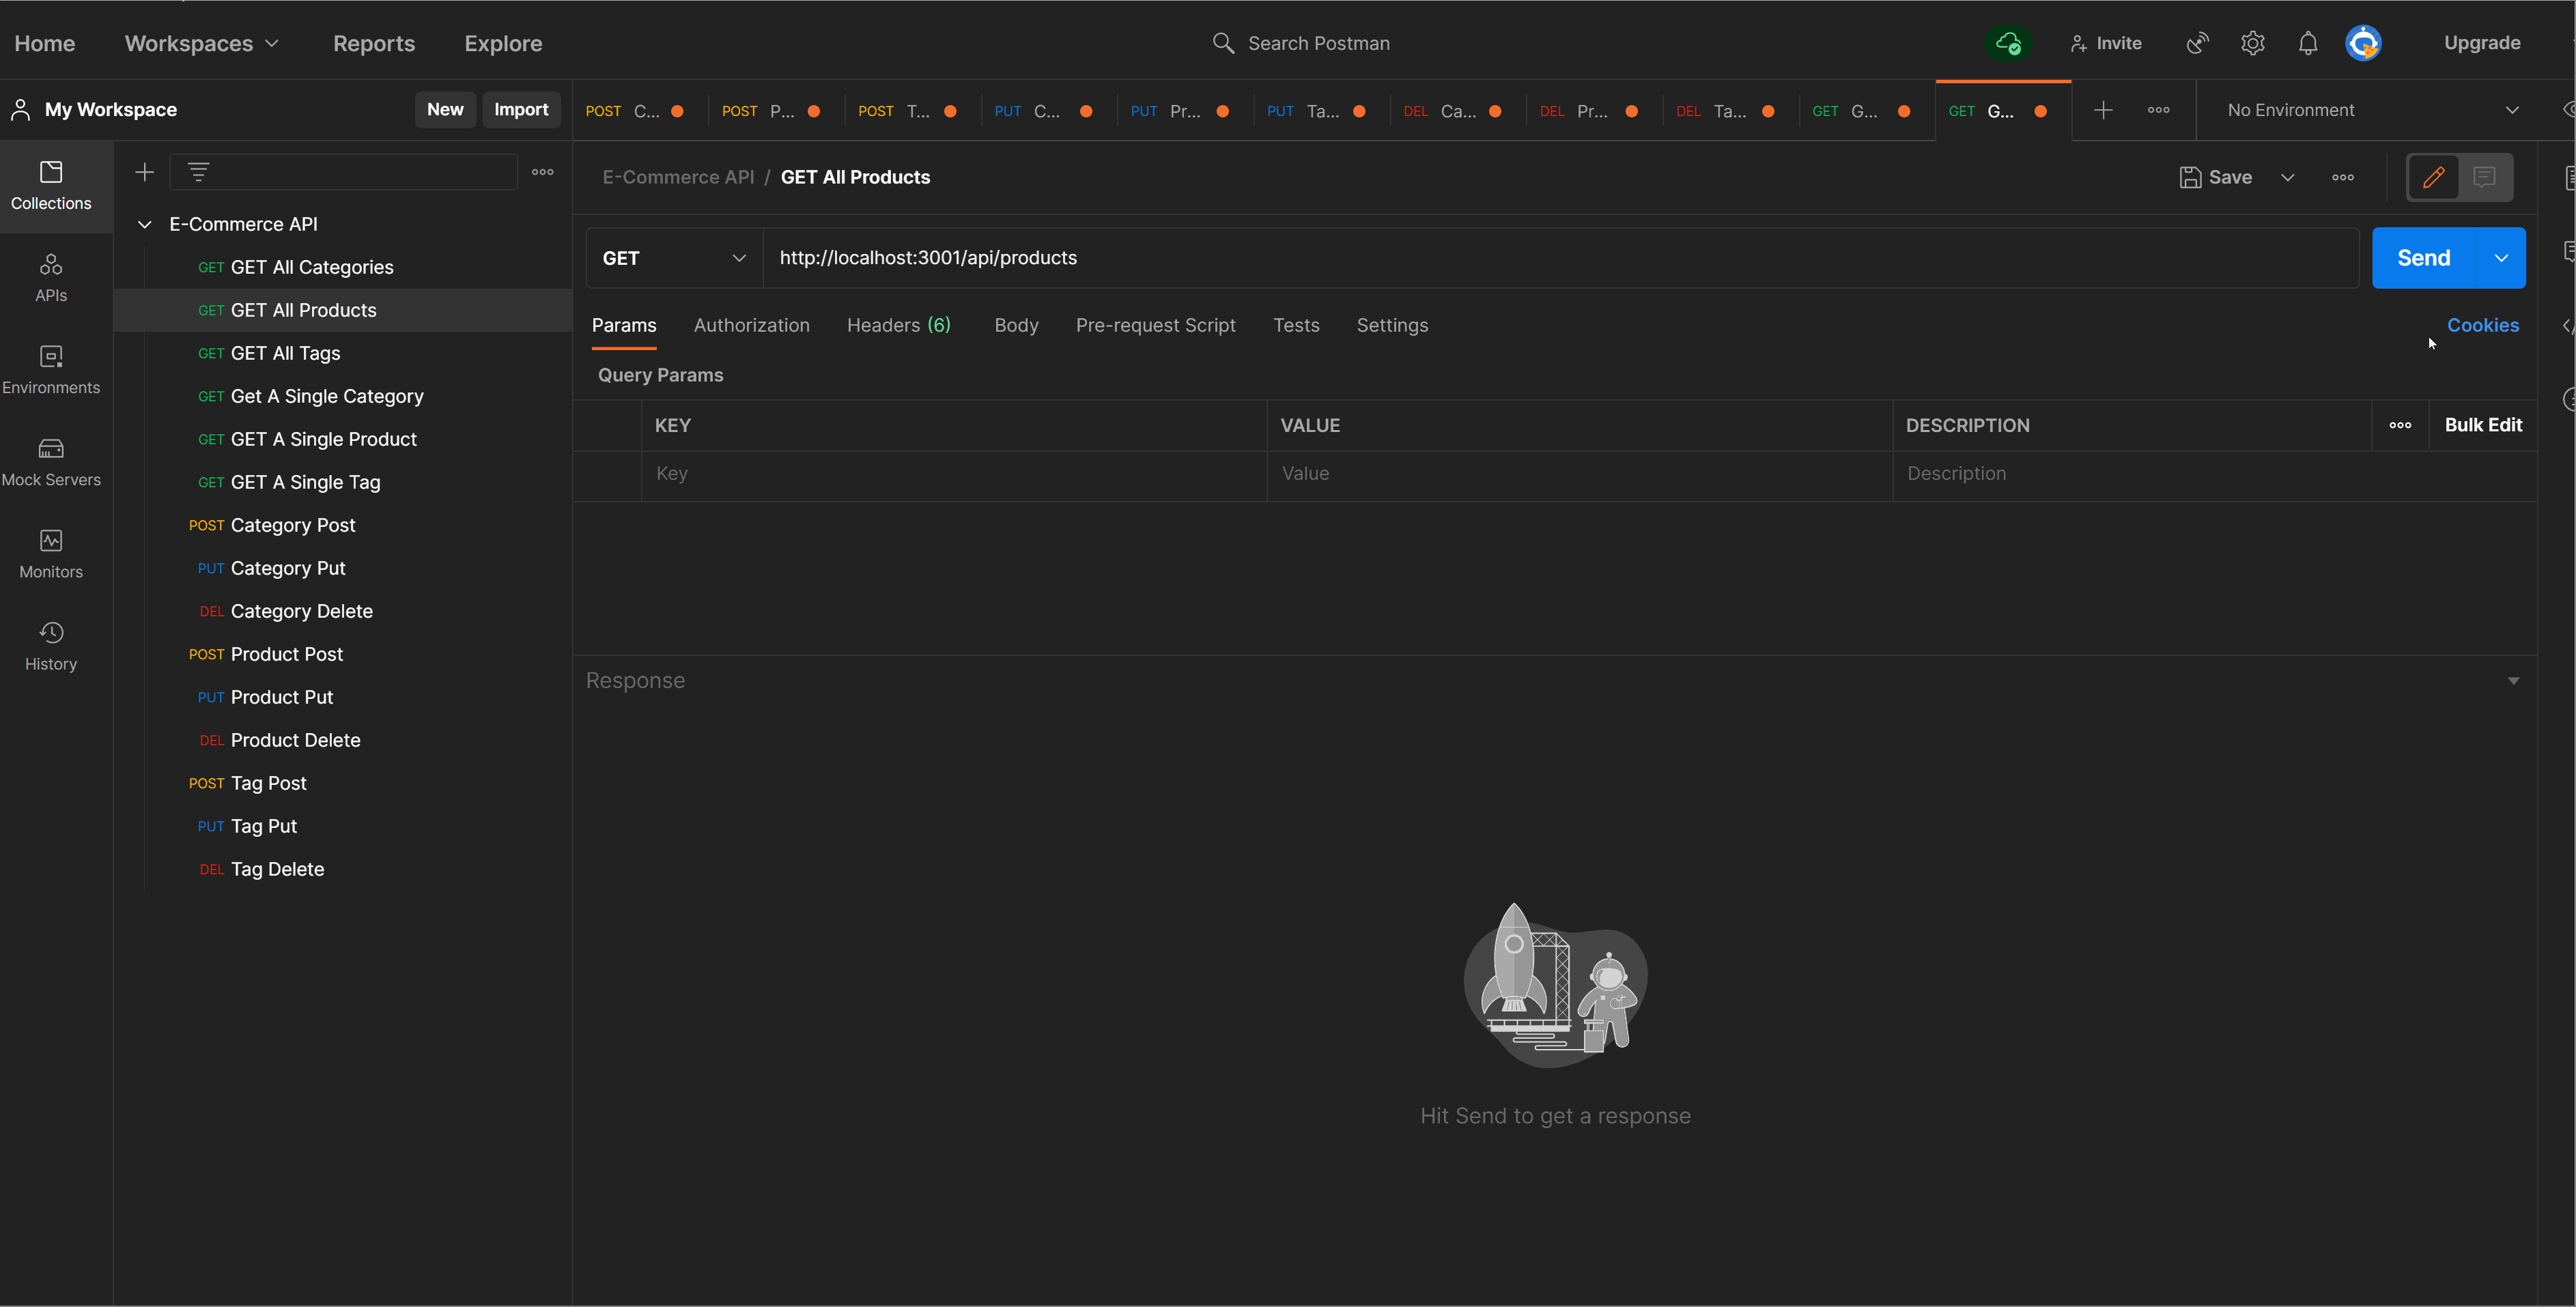 Home Workspaces Reports Explore Search Postman Invite Upgrade
My Workspace New Import POST C... POST P... POST T... PUT C... PUT Pr... PUT Ta... DEL Ca... DEL Pr... DEL Ta... GET G... GET G... No Environment
Collections
APIs
Environments
Mock Servers
Monitors
History
E-Commerce API
GET GET All Categories
GET GET All Products
GET GET All Tags
GET Get A Single Category
GET GET A Single Product
GET GET A Single Tag
POST Category Post
PUT Category Put
DEL Category Delete
POST Product Post
PUT Product Put
DEL Product Delete
POST Tag Post
PUT Tag Put
DEL Tag Delete
E-Commerce API / GET All Products Save
GET http://localhost:3001/api/products Send
Params Authorization Headers (6) Body Pre-request Script Tests Settings Cookies
Query Params
KEY VALUE DESCRIPTION Bulk Edit
Key Value Description
Response
Hit Send to get a response